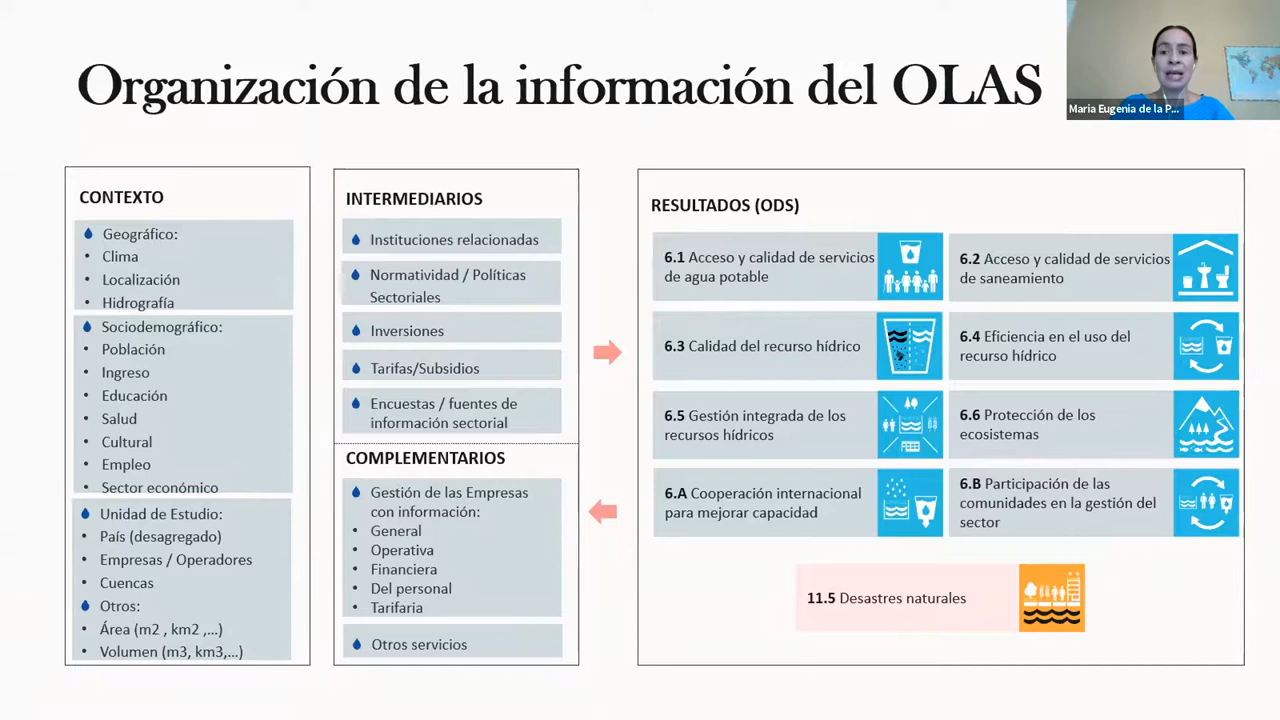 Organización de la información del OLAS
Maria Eugenia de la P...
CONTEXTO
Geográfico:
• Clima
• Localización
• Hidrografía
Sociodemográfico:
• Población
• Ingreso
• Educación
• Salud
• Cultural
• Empleo
• Sector económico
Unidad de Estudio:
• País (desagregado)
• Empresas / Operadores
• Cuencas
Otros:
• Área (m2 , km2 ,...)
• Volumen (m3, km3,...)
INTERMEDIARIOS
Instituciones relacionadas
Normatividad / Políticas
Sectoriales
Inversiones
Tarifas/Subsidios
Encuestas / fuentes de
información sectorial
COMPLEMENTARIOS
Gestión de las Empresas
con información:
• General
• Operativa
• Financiera
• Del personal
• Tarifaria
Otros servicios
RESULTADOS (ODS)
6.1 Acceso y calidad de servicios
de agua potable
6.2 Acceso y calidad de servicios
de saneamiento
6.3 Calidad del recurso hídrico
6.4 Eficiencia en el uso del
recurso hídrico
6.5 Gestión integrada de los
recursos hídricos
6.6 Protección de los
ecosistemas
6.A Cooperación internacional
para mejorar capacidad
6.B Participación de las
comunidades en la gestión del
sector
11.5 Desastres naturales